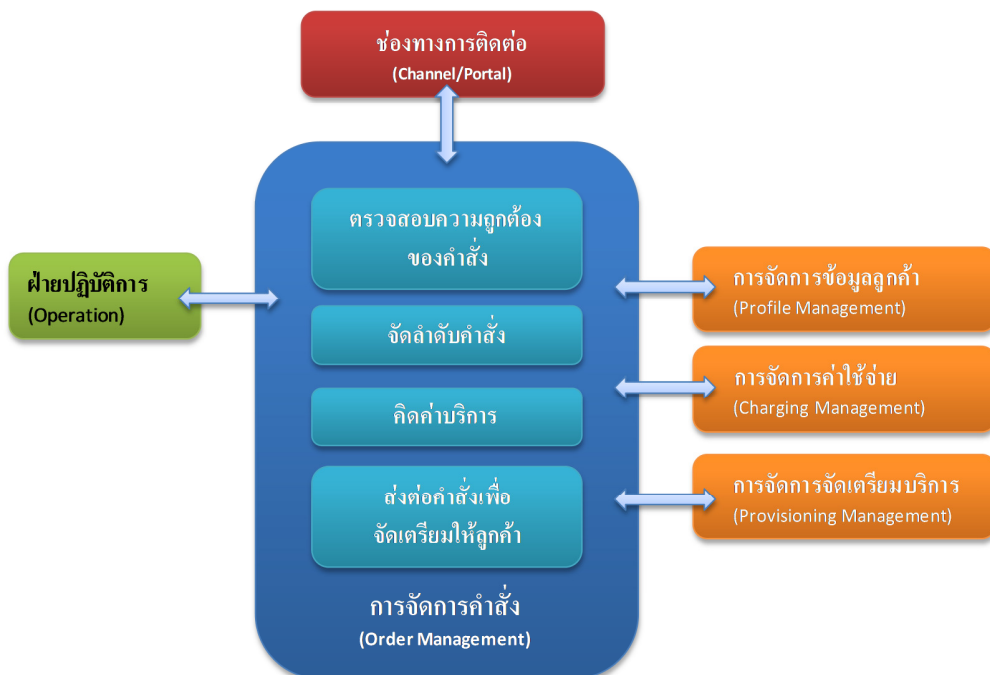 ช่องทางการติดต่อ
(Channel/Portal)
ตรวจสอบความถูกต้อง
ของคำสั่ง
ฝ่ายปฏิบัติการ
(Operation)
จัดลำดับคำสั่ง
คิดค่าบริการ
ส่งต่อคำสั่งเพื่อ
จัดเตรียมให้ลูกค้า
การจัดการคำสั่ง
(Order Management)
การจัดการข้อมูลลูกค้า
(Profile Management)
การจัดการค่าใช้จ่าย
(Charging Management)
การจัดการจัดเตรียมบริการ
(Provisioning Management)